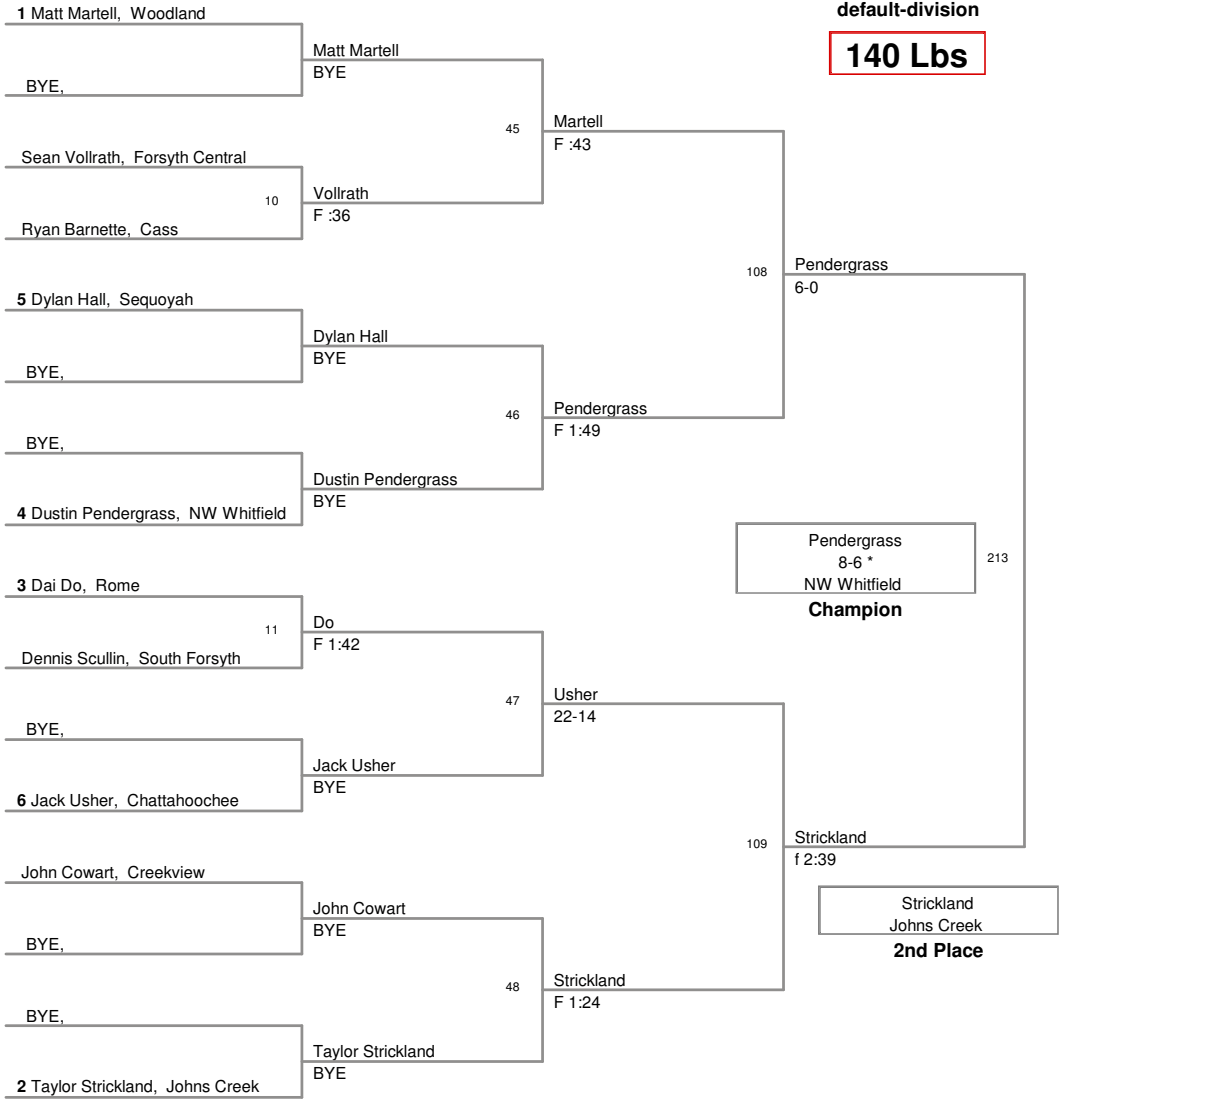 default-division
140 Lbs
1 Matt Martell, Woodland
BYE,
Sean Vollrath, Forsyth Central
Ryan Barnette, Cass
5 Dylan Hall, Sequoyah
BYE,
BYE,
4 Dustin Pendergrass, NW Whitfield
3 Dai Do, Rome
Dennis Scullin, South Forsyth
BYE,
6 Jack Usher, Chattahoochee
John Cowart, Creekview
BYE,
BYE,
2 Taylor Strickland, Johns Creek
10
11
Matt Martell
BYE
Vollrath
F :36
Dylan Hall
BYE
Dustin Pendergrass
BYE
Do
F 1:42
Jack Usher
BYE
John Cowart
BYE
Taylor Strickland
BYE
45
46
47
48
Martell
F :43
Pendergrass
F 1:49
Usher
22-14
Strickland
F 1:24
108
109
Pendergrass
6-0
Strickland
f 2:39
213
Pendergrass
8-6 *
NW Whitfield
Champion
Strickland
Johns Creek
2nd Place